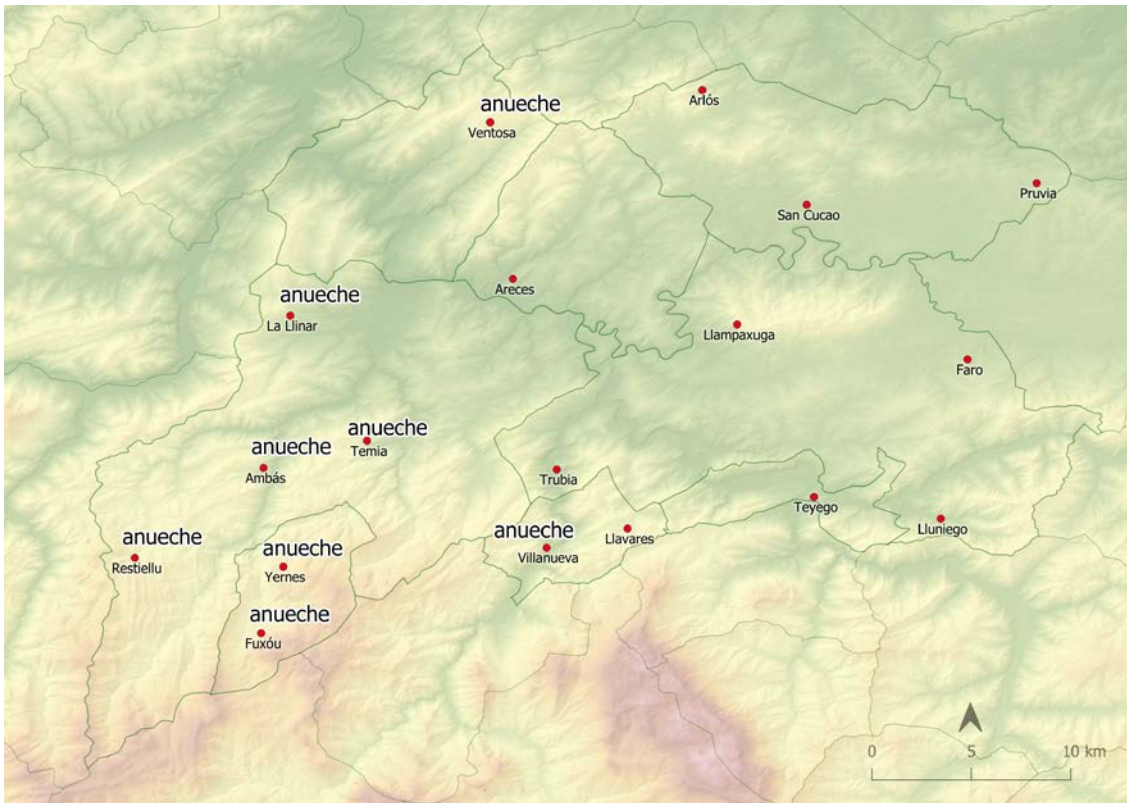 Arlós
anueche
Ventosa
Pruvia
San Cucao
Areces
anueche
La Llinar
Llampaxuga
Faro
anueche
Temia
anueche
Ambás
Trubia
Teyego
Lluniego
anueche
Villanueva
Llavares
anueche
Restiellu
anueche
Yernes
anueche
Fuxóu
0 5 10 km